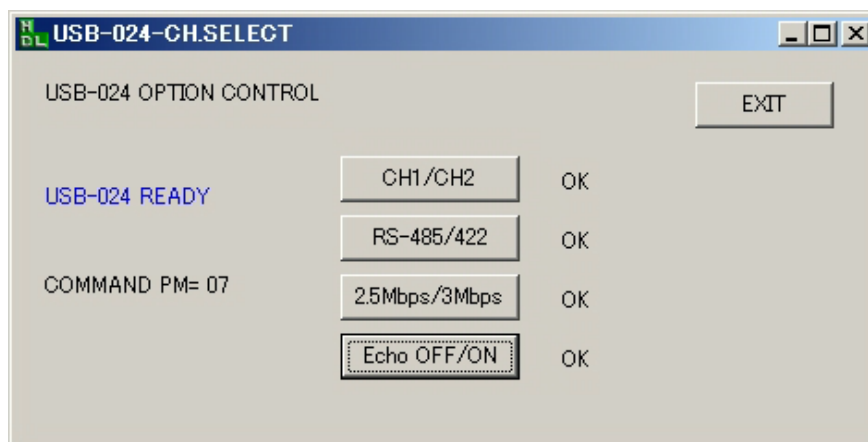 HDL USB-024-CH.SELECT
USB-024 OPTION CONTROL
EXIT
CH1/CH2 OK
USB-024 READY
RS-485/422 OK
COMMAND PM= 07
2.5Mbps/3Mbps OK
Echo OFF/ON OK